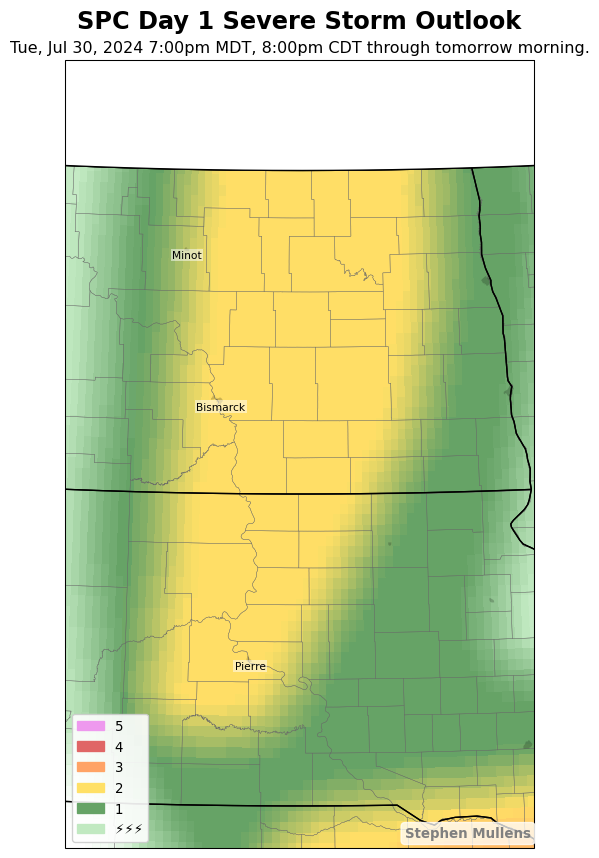 SPC Day 1 Severe Storm Outlook
Tue, Jul 30, 2024 7:00pm MDT, 8:00pm CDT through tomorrow morning.
Minot
Bismarck
Pierre
5
4
3
2
1
⚡⚡⚡
Stephen Mullens